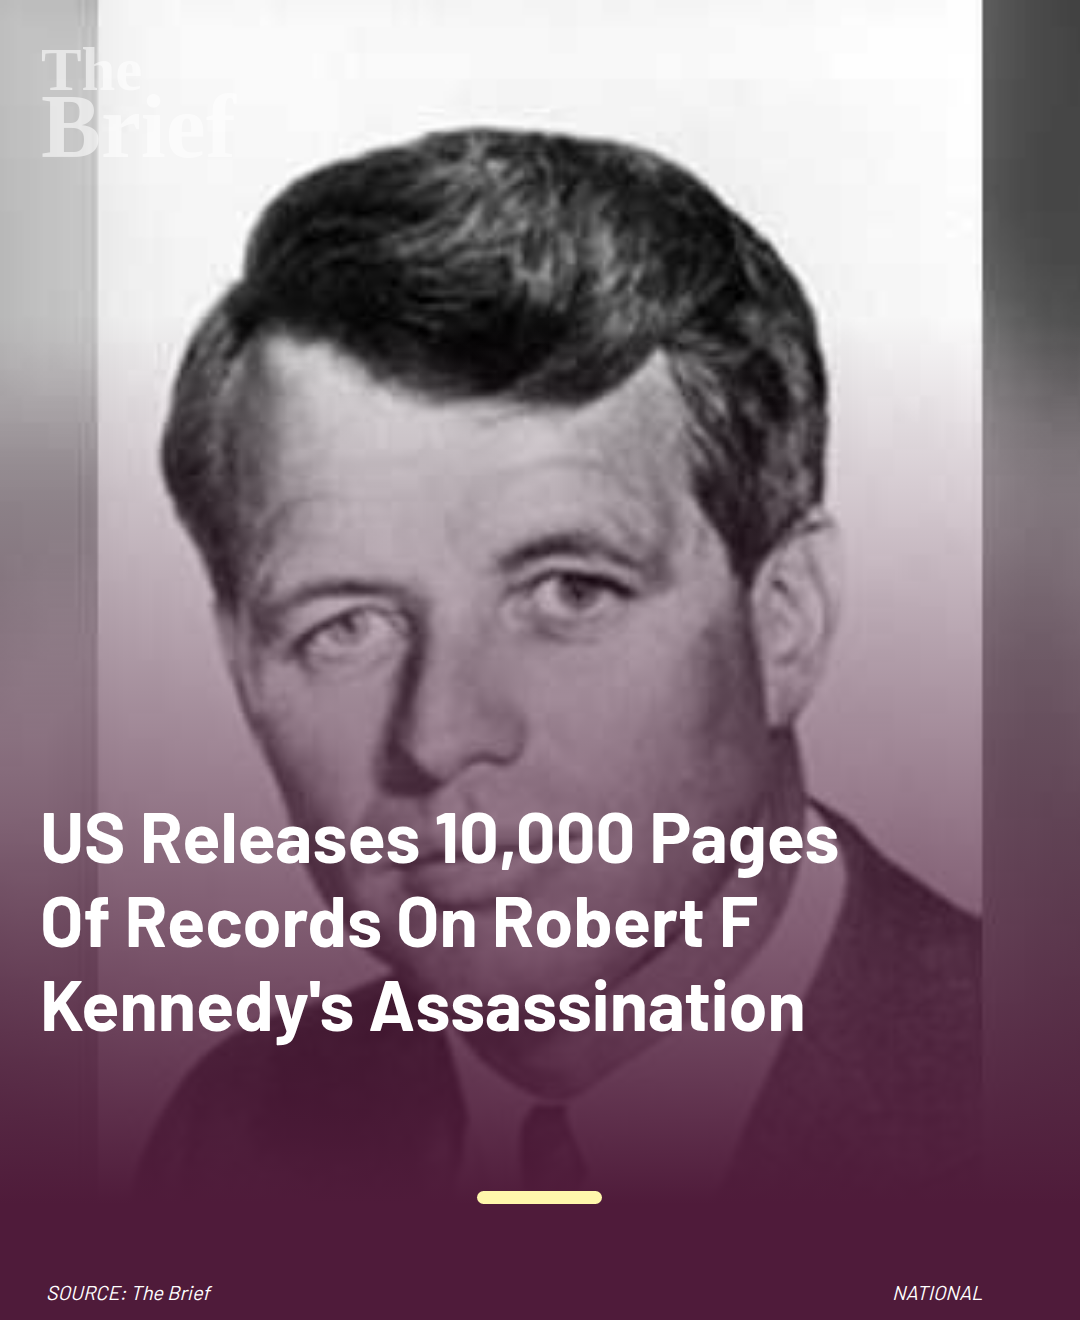 The
Brief
US Releases 10,000 Pages
Of Records On Robert F
Kennedy's Assassination
SOURCE: The Brief
NATIONAL